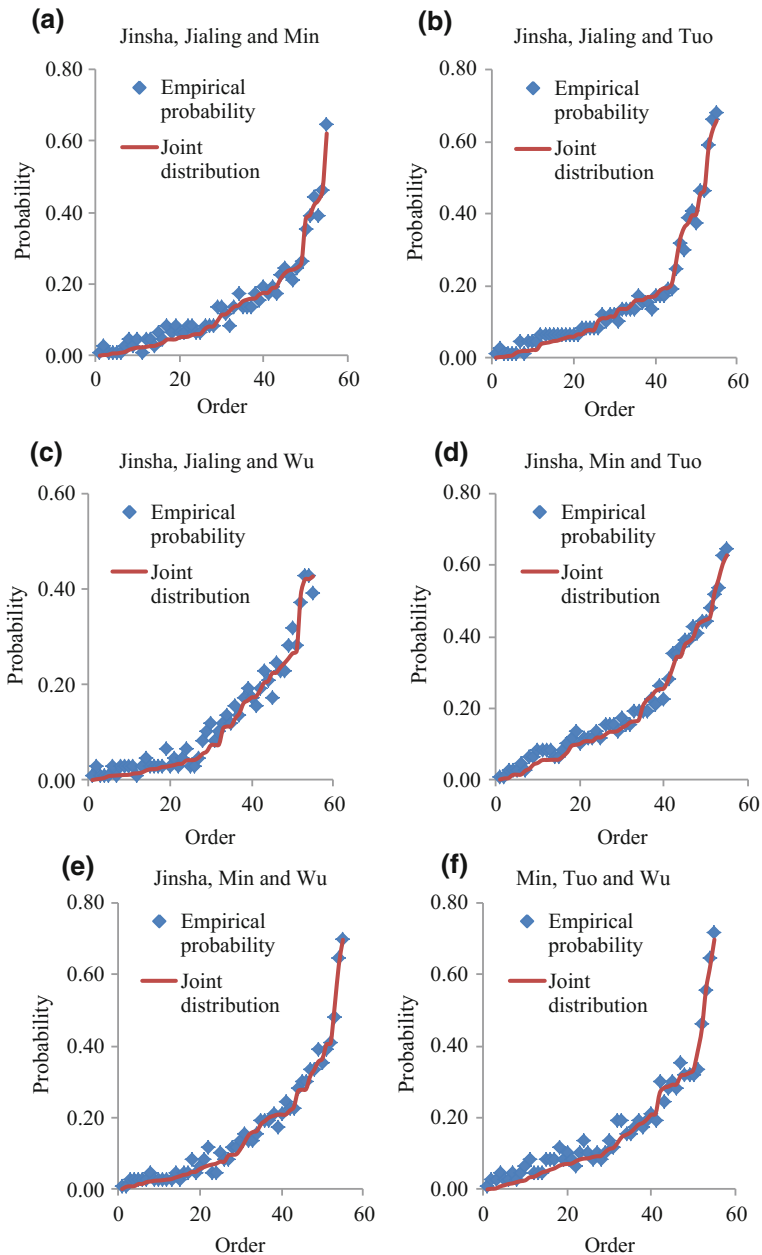 (a)
Jinsha, Jialing and Min
0.80
0.60
0.40
0.20
0.00
Probability
Empirical
probability
Joint
distribution
0
20
40
60
Order
(b)
Jinsha, Jialing and Tuo
0.80
0.60
0.40
0.20
0.00
Probability
Empirical
probability
Joint
distribution
0
20
40
60
Order
(c)
Jinsha, Jialing and Wu
0.60
0.40
0.20
0.00
Probability
Empirical
probability
Joint
distribution
0
20
40
60
Order
(d)
Jinsha, Min and Tuo
0.80
0.60
0.40
0.20
0.00
Probability
Empirical
probability
Joint
distribution
0
20
40
60
Order
(e)
Jinsha, Min and Wu
0.80
0.60
0.40
0.20
0.00
Probability
Empirical
probability
Joint
distribution
0
20
40
60
Order
(f)
Min, Tuo and Wu
0.80
0.60
0.40
0.20
0.00
Probability
Empirical
probability
Joint
distribution
0
20
40
60
Order